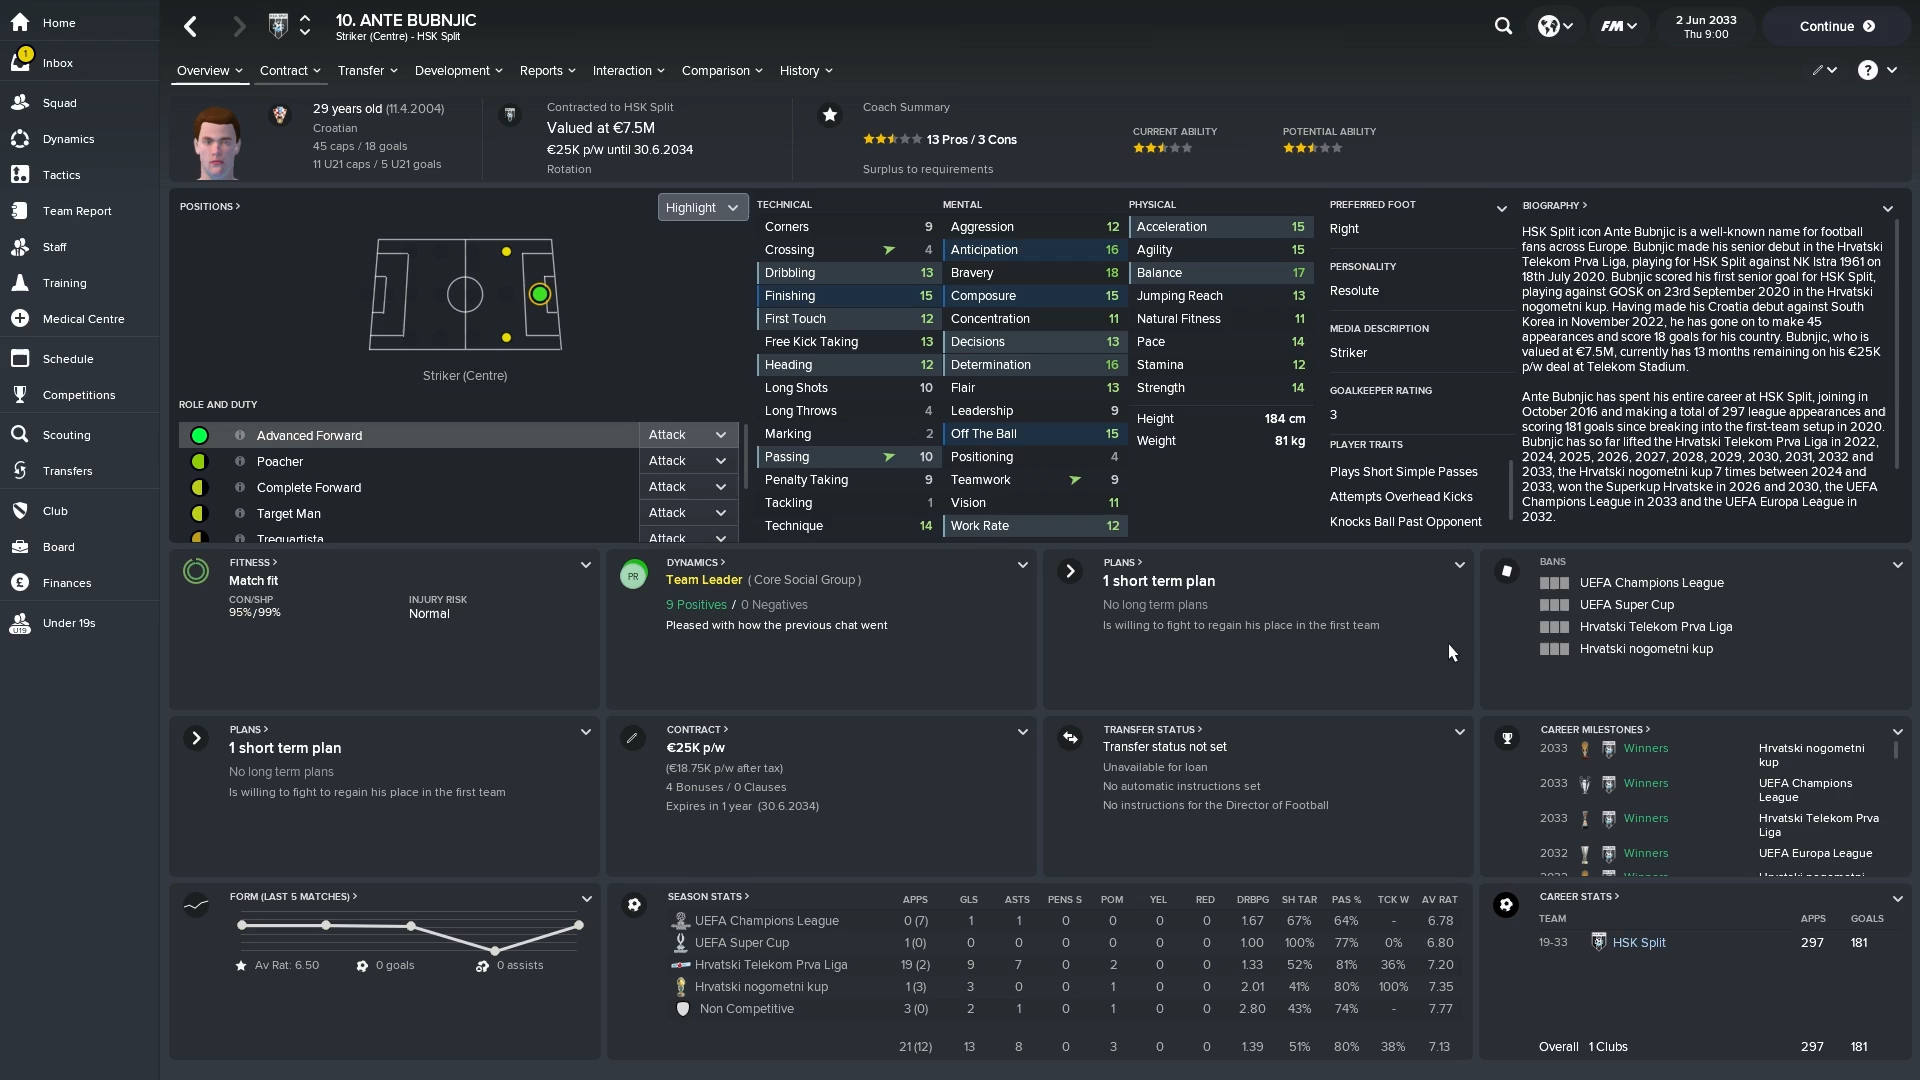 Home
Inbox
1
Squad
Dynamics
Tactics
Team Report
Staff
Training
Medical Centre
Schedule
Competitions
Scouting
Transfers
Club
Board
Finances
Under 19s
U19
10. ANTE BUBNJIC
Striker (Centre) - HSK Split
FM
2 Jun 2033
Thu 9:00
Continue
Overview
Contract
Transfer
Development
Reports
Interaction
Comparison
History
?
29 years old (11.4.2004)
Croatian
45 caps / 18 goals
11 U21 caps / 5 U21 goals
Contracted to HSK Split
Valued at €7.5M
€25K p/w until 30.6.2034
Rotation
Coach Summary
13 Pros / 3 Cons
Surplus to requirements
CURRENT ABILITY
POTENTIAL ABILITY
POSITIONS >
Highlight
Striker (Centre)
ROLE AND DUTY
Advanced Forward Attack
Poacher Attack
Complete Forward Attack
Target Man Attack
Trequartista Attack
TECHNICAL
Corners 9
Crossing 4
Dribbling 13
Finishing 15
First Touch 12
Free Kick Taking 13
Heading 12
Long Shots 10
Long Throws 4
Marking 2
Passing 10
Penalty Taking 9
Tackling 1
Technique 14
MENTAL
Aggression 12
Anticipation 16
Bravery 18
Composure 15
Concentration 11
Decisions 13
Determination 16
Flair 13
Leadership 9
Off The Ball 15
Positioning 4
Teamwork 9
Vision 11
Work Rate 12
PHYSICAL
Acceleration 15
Agility 15
Balance 17
Jumping Reach 13
Natural Fitness 11
Pace 14
Stamina 12
Strength 14
Height 184 cm
Weight 81 kg
PREFERRED FOOT
Right
PERSONALITY
Resolute
MEDIA DESCRIPTION
Striker
GOALKEEPER RATING
3
PLAYER TRAITS
Plays Short Simple Passes
Attempts Overhead Kicks
Knocks Ball Past Opponent
BIOGRAPHY >
HSK Split icon Ante Bubnjic is a well-known name for football
fans across Europe. Bubnjic made his senior debut in the Hrvatski
Telekom Prva Liga, playing for HSK Split against NK Istra 1961 on
18th July 2020. Bubnjic scored his first senior goal for HSK Split,
playing against GOSK on 23rd September 2020 in the Hrvatski
nogometni kup. Having made his Croatia debut against South
Korea in November 2022, he has gone on to make 45
appearances and score 18 goals for his country. Bubnjic, who is
valued at €7.5M, currently has 13 months remaining on his €25K
p/w deal at Telekom Stadium.
Ante Bubnjic has spent his entire career at HSK Split, joining in
October 2016 and making a total of 297 league appearances and
scoring 181 goals since breaking into the first-team setup in 2020.
Bubnjic has so far lifted the Hrvatski Telekom Prva Liga in 2022,
2024, 2025, 2026, 2027, 2028, 2029, 2030, 2031, 2032 and
2033, the Hrvatski nogometni kup 7 times between 2024 and
2033, won the Superkup Hrvatske in 2026 and 2030, the UEFA
Champions League in 2033 and the UEFA Europa League in
2032.
FITNESS >
Match fit
CON/SHP
95%/99%
INJURY RISK
Normal
PR
DYNAMICS >
Team Leader ( Core Social Group )
9 Positives / 0 Negatives
Pleased with how the previous chat went
PLANS >
1 short term plan
No long term plans
Is willing to fight to regain his place in the first team
BANS
UEFA Champions League
UEFA Super Cup
Hrvatski Telekom Prva Liga
Hrvatski nogometni kup
PLANS >
1 short term plan
No long term plans
Is willing to fight to regain his place in the first team
CONTRACT >
€25K p/w
(€18.75K p/w after tax)
4 Bonuses / 0 Clauses
Expires in 1 year (30.6.2034)
TRANSFER STATUS >
Transfer status not set
Unavailable for loan
No automatic instructions set
No instructions for the Director of Football
CAREER MILESTONES >
2033 Winners Hrvatski nogometni
kup
2033 Winners UEFA Champions
League
2033 Winners Hrvatski Telekom Prva
Liga
2032 Winners UEFA Europa League
FORM (LAST 5 MATCHES) >
Av Rat: 6.50 0 goals 0 assists
SEASON STATS > APPS GLS ASTS PENS S POM YEL RED DRBPG SH TAR PAS % TCK W AV RAT
UEFA Champions League 0 (7) 1 1 0 0 0 0 1.67 67% 64% - 6.78
UEFA Super Cup 1 (0) 0 0 0 0 0 0 1.00 100% 77% 0% 6.80
Hrvatski Telekom Prva Liga 19 (2) 9 7 0 2 0 0 1.33 52% 81% 36% 7.20
Hrvatski nogometni kup 1 (3) 3 0 0 1 0 0 2.01 41% 80% 100% 7.35
Non Competitive 3 (0) 2 1 0 1 0 0 2.80 43% 74% - 7.77
21 (12) 13 8 0 3 0 0 1.39 51% 80% 38% 7.13
CAREER STATS >
TEAM APPS GOALS
19-33 HSK Split 297 181
Overall 1 Clubs 297 181